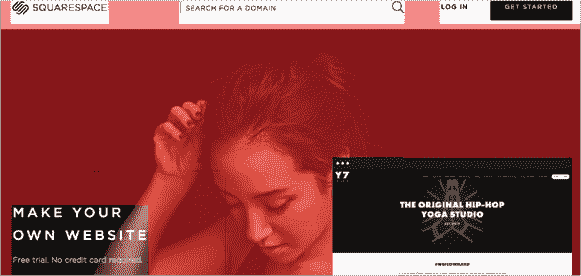 SQUARESPACE
SEARCH FOR A DOMAIN
LOG IN
GET STARTED
MAKE YOUR
OWN WEBSITE
Free trial. No credit card required.
Y7
THE ORIGINAL HIP-HOP
YOGA STUDIO